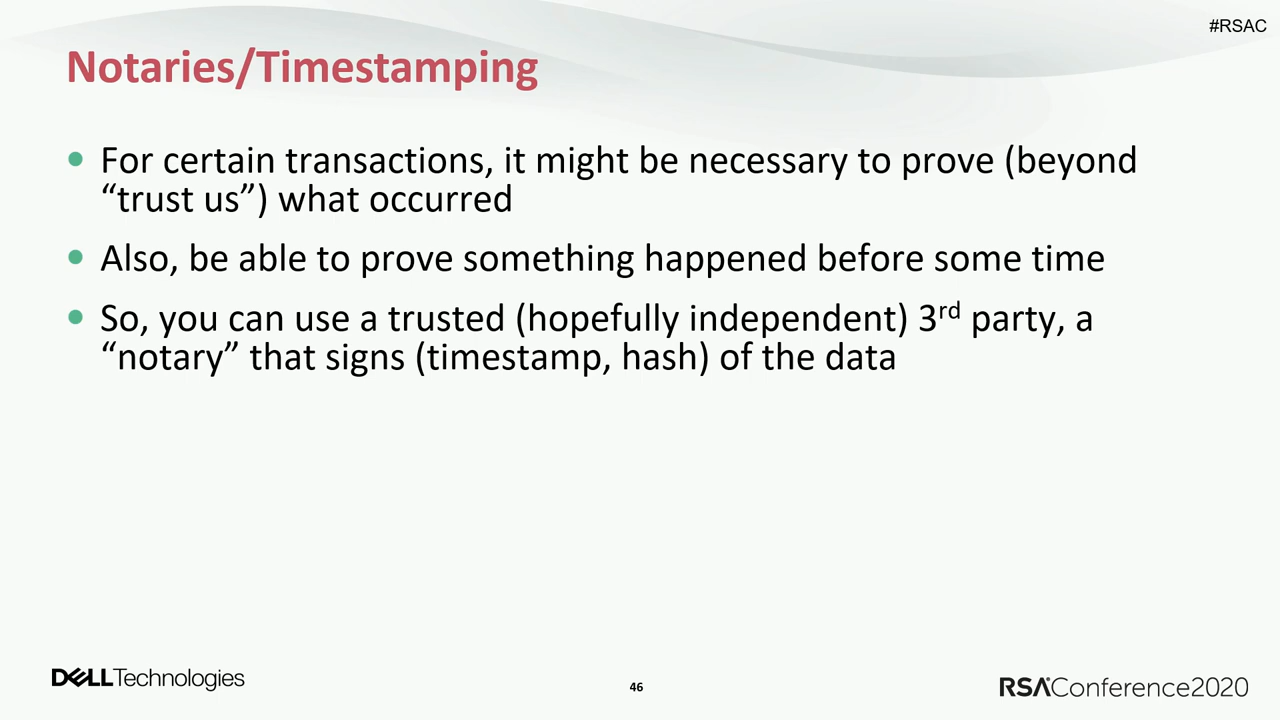 #RSAC
Notaries/Timestamping
• For certain transactions, it might be necessary to prove (beyond
“trust us”) what occurred
• Also, be able to prove something happened before some time
• So, you can use a trusted (hopefully independent) 3rd party, a
“notary” that signs (timestamp, hash) of the data
DELLTechnologies
46
RSAConference2020